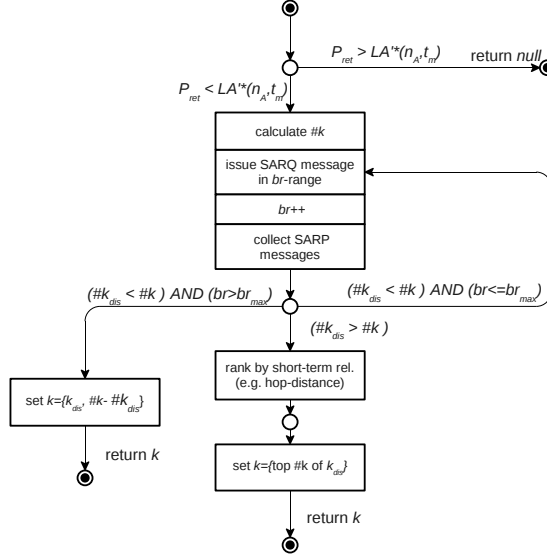 P_ret > LA'*(n_A,t_m)
return null
P_ret < LA'*(n_A,t_m)
calculate #k
issue SARQ message
in br-range
br++
collect SARP
messages
(#k_dis < #k ) AND (br>br_max)
(#k_dis < #k ) AND (br<=br_max)
(#k_dis > #k )
rank by short-term rel.
(e.g. hop-distance)
set k={k_dis, #k- #k_dis}
return k
set k={top #k of k_dis}
return k